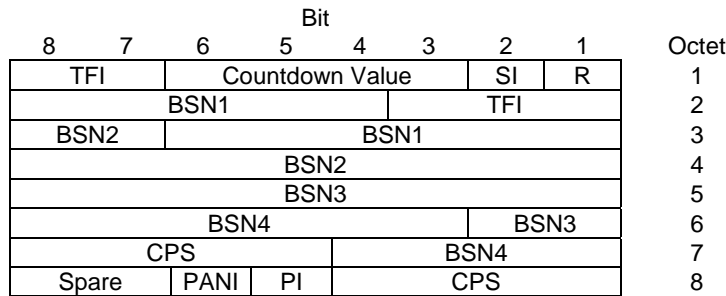 Bit
8 7 6 5 4 3 2 1 Octet
TFI Countdown Value SI R 1
BSN1 TFI 2
BSN2 BSN1 3
BSN2 4
BSN3 5
BSN4 BSN3 6
CPS BSN4 7
Spare PANI PI CPS 8